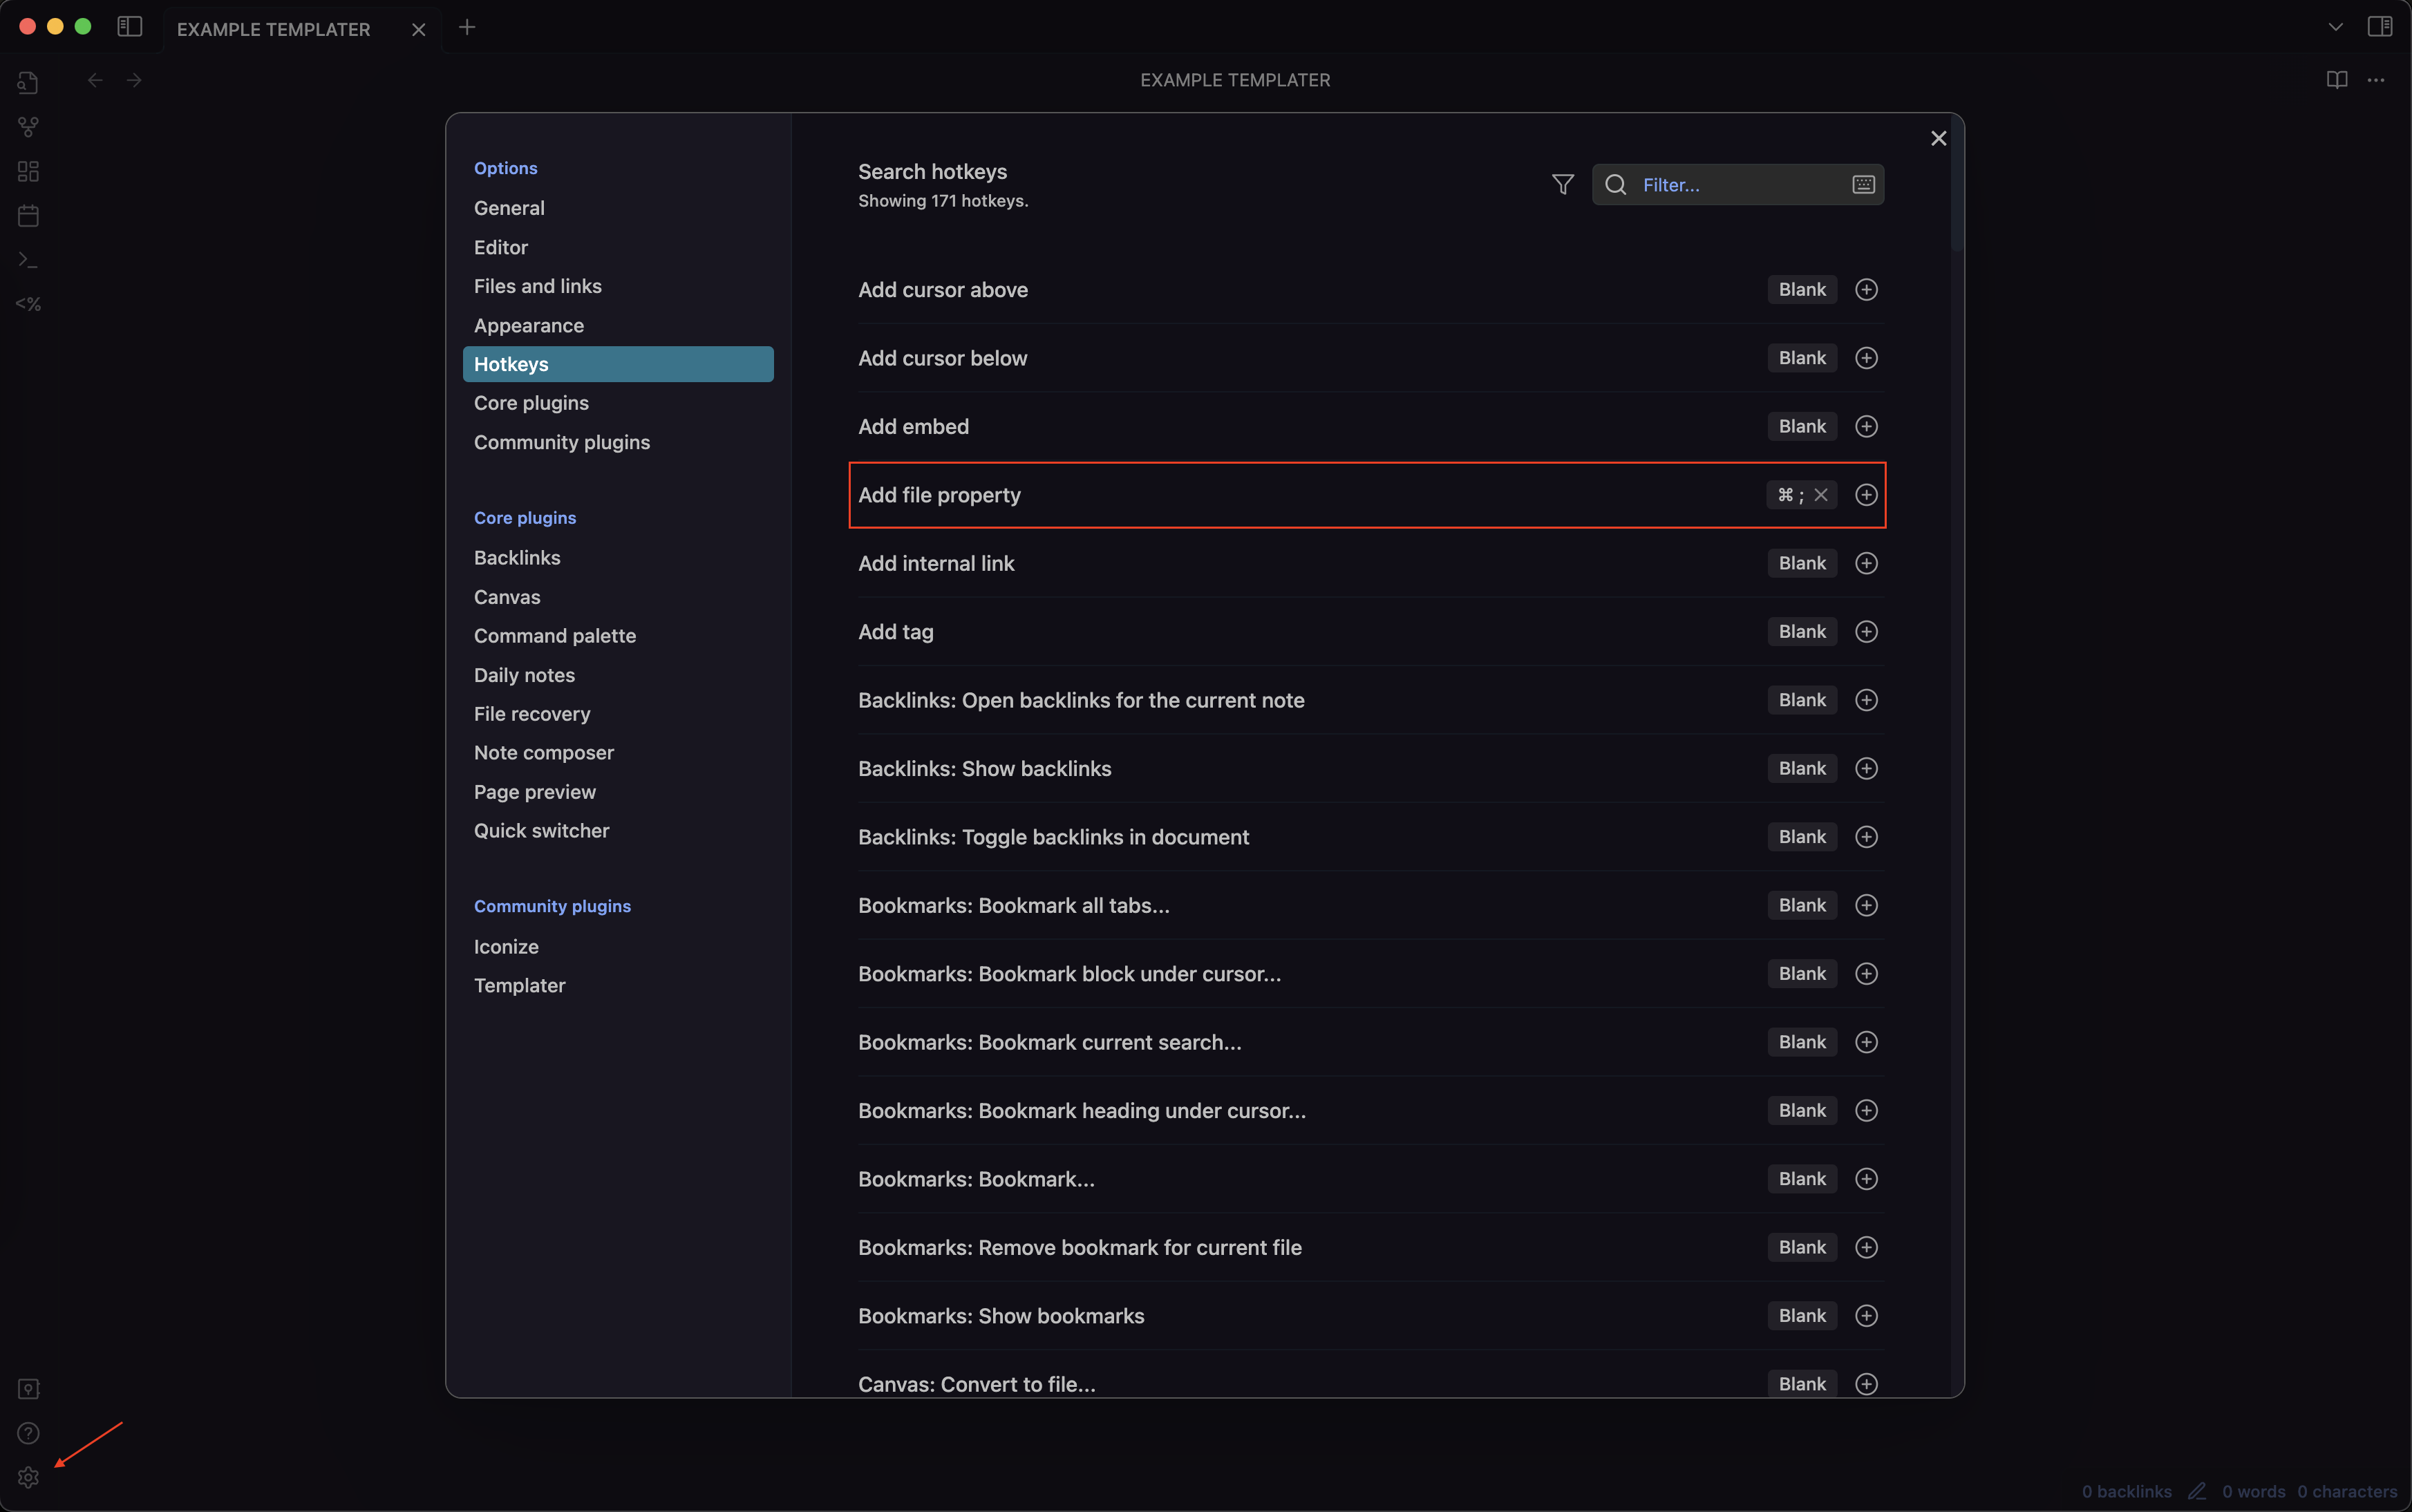 EXAMPLE TEMPLATER
EXAMPLE TEMPLATER
<%
Options
General
Editor
Files and links
Appearance
Hotkeys
Core plugins
Community plugins
Core plugins
Backlinks
Canvas
Command palette
Daily notes
File recovery
Note composer
Page preview
Quick switcher
Community plugins
Iconize
Templater
Search hotkeys
Showing 171 hotkeys.
Filter...
Add cursor above Blank
Add cursor below Blank
Add embed Blank
Add file property ⌘ ;
Add internal link Blank
Add tag Blank
Backlinks: Open backlinks for the current note Blank
Backlinks: Show backlinks Blank
Backlinks: Toggle backlinks in document Blank
Bookmarks: Bookmark all tabs... Blank
Bookmarks: Bookmark block under cursor... Blank
Bookmarks: Bookmark current search... Blank
Bookmarks: Bookmark heading under cursor... Blank
Bookmarks: Bookmark... Blank
Bookmarks: Remove bookmark for current file Blank
Bookmarks: Show bookmarks Blank
Canvas: Convert to file... Blank
0 backlinks 0 words 0 characters